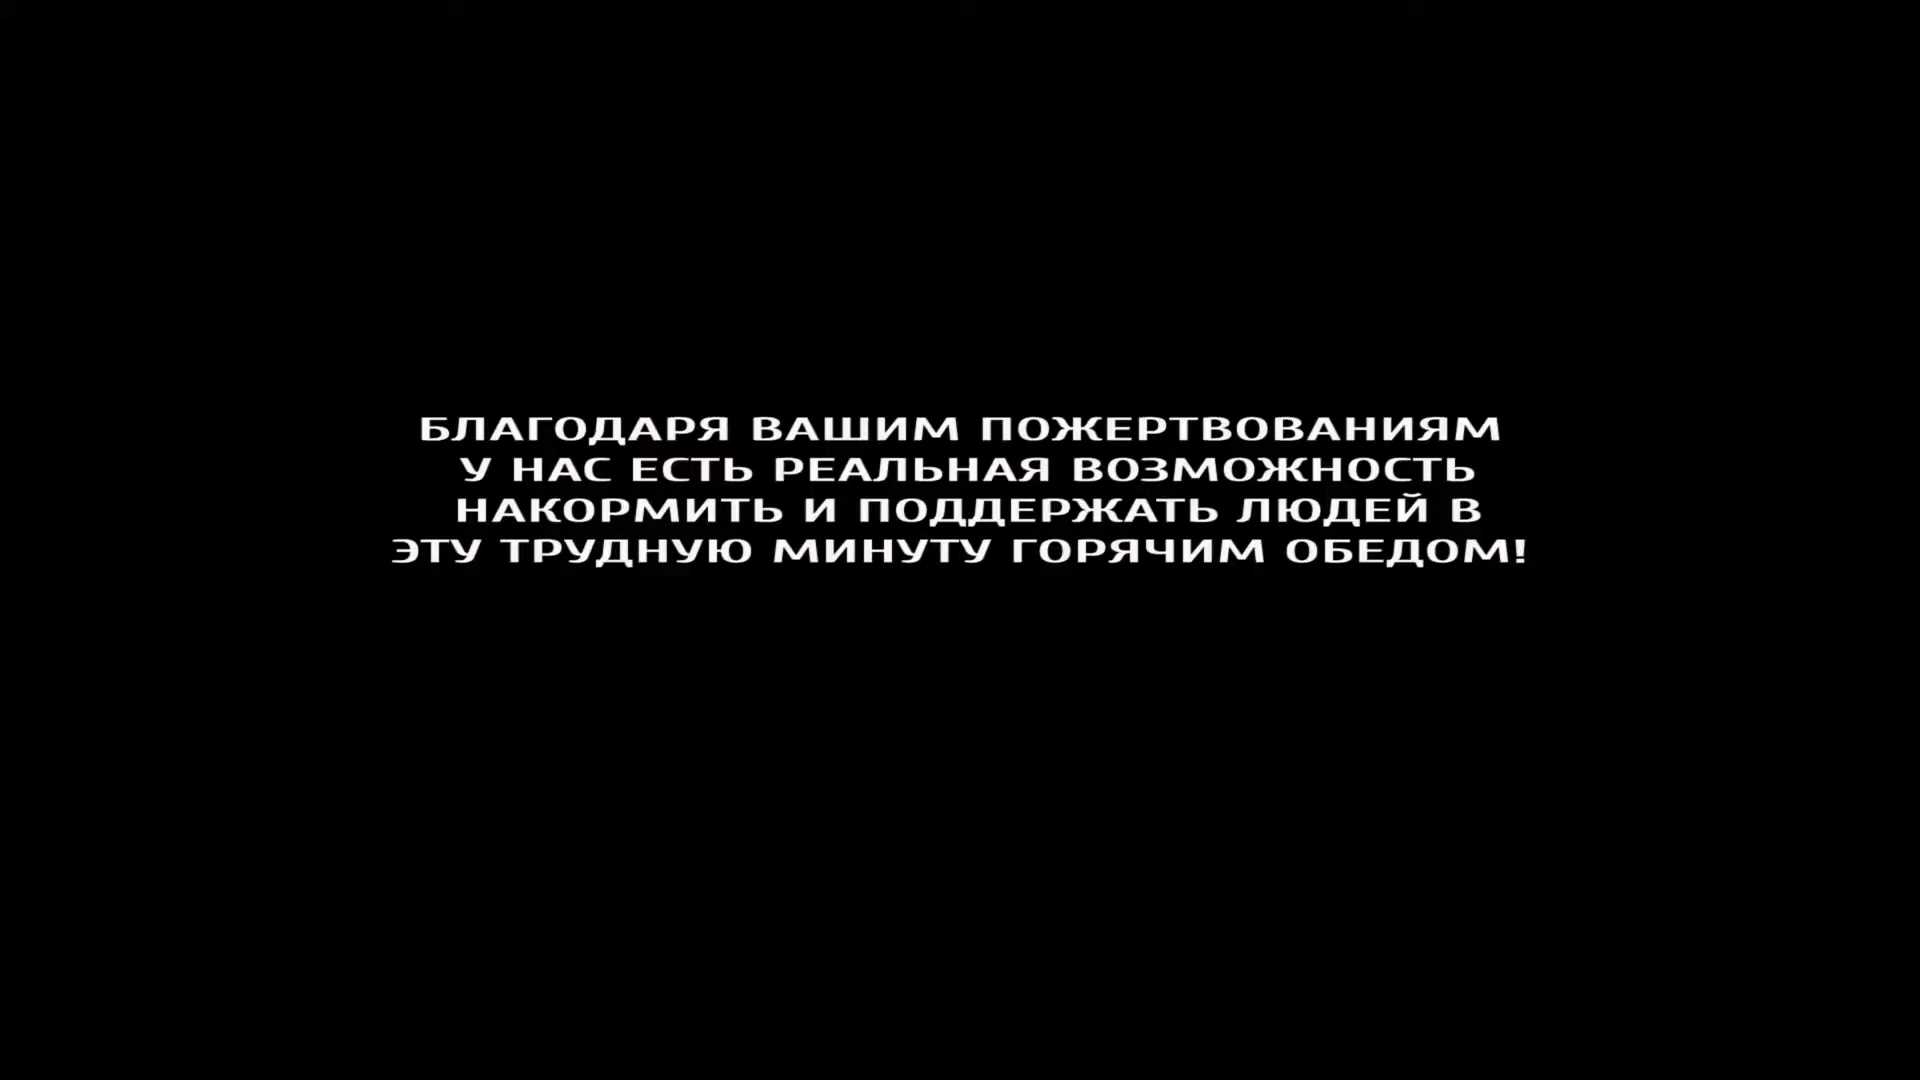 БЛАГОДАРЯ ВАШИМ ПОЖЕРТВОВАНИЯМ
У НАС ЕСТЬ РЕАЛЬНАЯ ВОЗМОЖНОСТЬ
НАКОРМИТЬ И ПОДДЕРЖАТЬ ЛЮДЕЙ В
ЭТУ ТРУДНУЮ МИНУТУ ГОРЯЧИМ ОБЕДОМ!